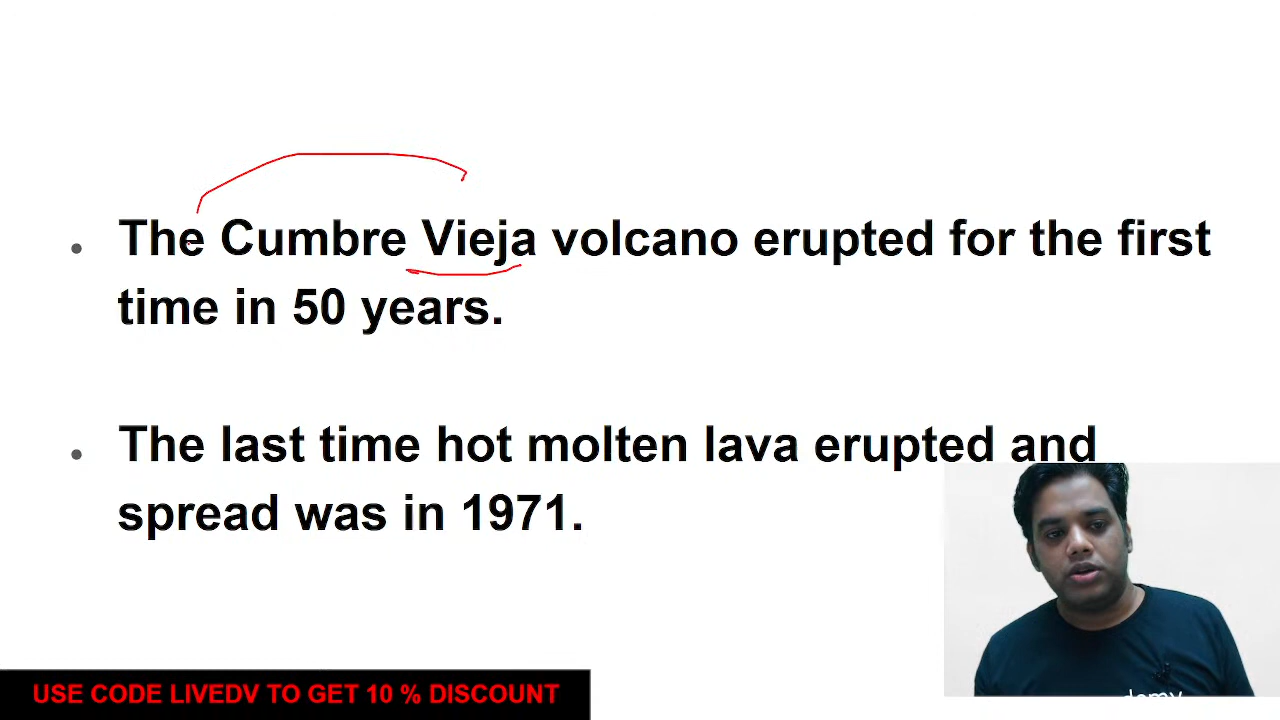 The Cumbre Vieja volcano erupted for the first
time in 50 years.
The last time hot molten lava erupted and
spread was in 1971.
USE CODE LIVEDV TO GET 10 % DISCOUNT